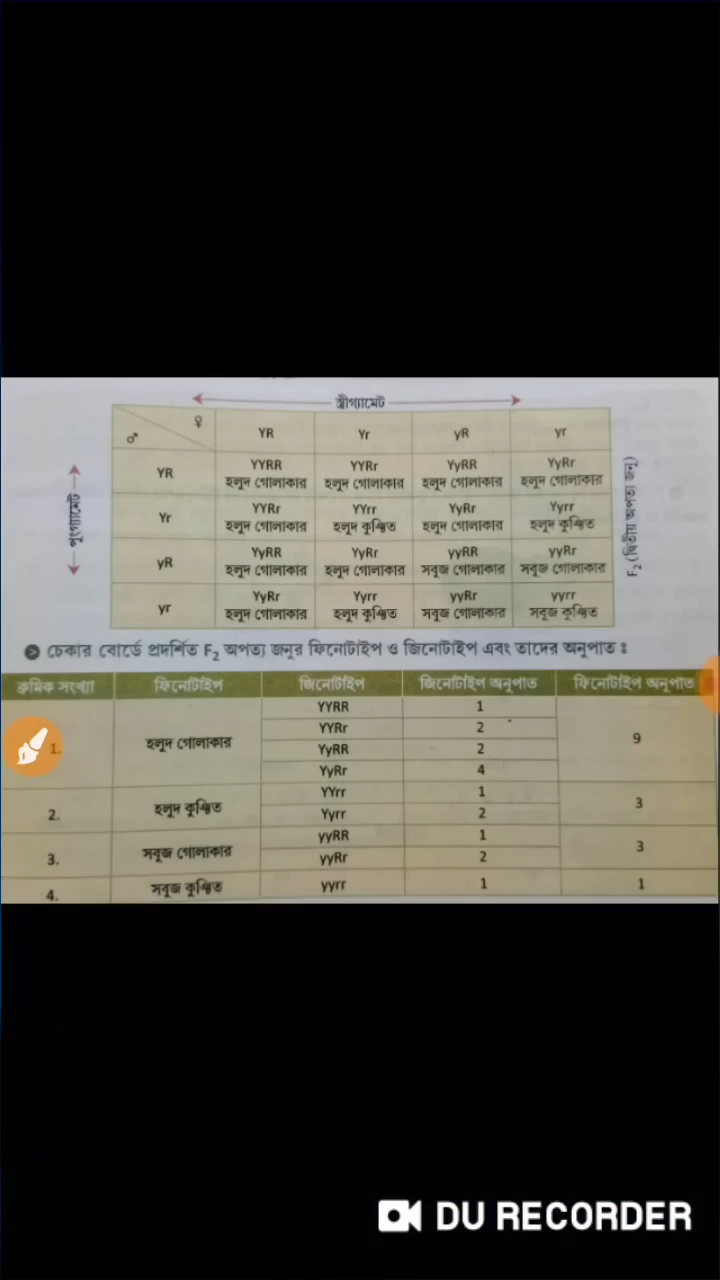 স্ত্রীগ্যামেট
♀
♂
YR Yr yR yr
পুংগ্যামেট
YR
YYRR YYRr YyRR YyRr
হলুদ গোলাকার হলুদ গোলাকার হলুদ গোলাকার হলুদ গোলাকার
Yr
YYRr YYrr YyRr Yyrr
হলুদ গোলাকার হলুদ কুঞ্চিত হলুদ গোলাকার হলুদ কুঞ্চিত
yR
YyRR YyRr yyRR yyRr
হলুদ গোলাকার হলুদ গোলাকার সবুজ গোলাকার সবুজ গোলাকার
yr
YyRr Yyrr yyRr yyrr
হলুদ গোলাকার হলুদ কুঞ্চিত সবুজ গোলাকার সবুজ কুঞ্চিত
F₂ (দ্বিতীয় অপত্য জনু)
চেকার বোর্ডে প্রদর্শিত F₂ অপত্য জনুর ফিনোটাইপ ও জিনোটাইপ এবং তাদের অনুপাত ঃ
ক্রমিক সংখ্যা ফিনোটাইপ জিনোটাইপ জিনোটাইপ অনুপাত ফিনোটাইপ অনুপাত
1. হলুদ গোলাকার
YYRR 1
YYRr 2
YyRR 2
YyRr 4
9
2. হলুদ কুঞ্চিত
YYrr 1
Yyrr 2
3
3. সবুজ গোলাকার
yyRR 1
yyRr 2
3
4. সবুজ কুঞ্চিত yyrr 1 1
DU RECORDER